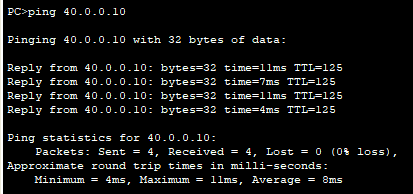 PC>ping 40.0.0.10
Pinging 40.0.0.10 with 32 bytes of data:
Reply from 40.0.0.10: bytes=32 time=11ms TTL=125
Reply from 40.0.0.10: bytes=32 time=7ms TTL=125
Reply from 40.0.0.10: bytes=32 time=11ms TTL=125
Reply from 40.0.0.10: bytes=32 time=4ms TTL=125
Ping statistics for 40.0.0.10:
Packets: Sent = 4, Received = 4, Lost = 0 (0% loss),
Approximate round trip times in milli-seconds:
Minimum = 4ms, Maximum = 11ms, Average = 8ms